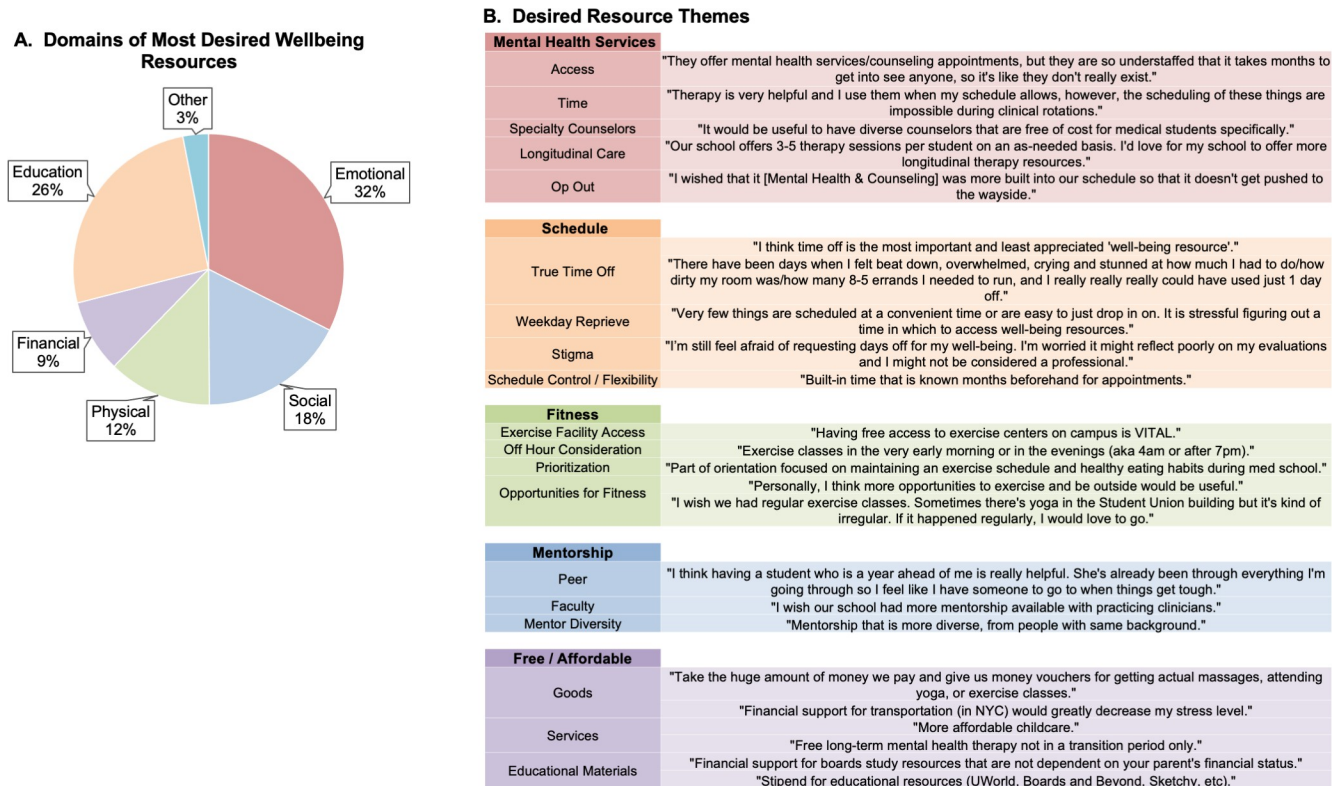 A. Domains of Most Desired Wellbeing
Resources
Other
3%
Education
26%
Emotional
32%
Financial
9%
Physical
12%
Social
18%
B. Desired Resource Themes
Mental Health Services
Access
"They offer mental health services/counseling appointments, but they are so understaffed that it takes months to
get into see anyone, so it's like they don't really exist."
Time
"Therapy is very helpful and I use them when my schedule allows, however, the scheduling of these things are
impossible during clinical rotations."
Specialty Counselors
"It would be useful to have diverse counselors that are free of cost for medical students specifically."
Longitudinal Care
"Our school offers 3-5 therapy sessions per student on an as-needed basis. I'd love for my school to offer more
longitudinal therapy resources."
Op Out
"I wished that it [Mental Health & Counseling] was more built into our schedule so that it doesn't get pushed to
the wayside."
Schedule
True Time Off
"I think time off is the most important and least appreciated 'well-being resource'."
"There have been days when I felt beat down, overwhelmed, crying and stunned at how much I had to do/how
dirty my room was/how many 8-5 errands I needed to run, and I really really really could have used just 1 day
off."
Weekday Reprieve
"Very few things are scheduled at a convenient time or are easy to just drop in on. It is stressful figuring out a
time in which to access well-being resources."
Stigma
"I'm still feel afraid of requesting days off for my well-being. I'm worried it might reflect poorly on my evaluations
and I might not be considered a professional."
Schedule Control / Flexibility
"Built-in time that is known months beforehand for appointments."
Fitness
Exercise Facility Access
"Having free access to exercise centers on campus is VITAL."
Off Hour Consideration
"Exercise classes in the very early morning or in the evenings (aka 4am or after 7pm)."
Prioritization
"Part of orientation focused on maintaining an exercise schedule and healthy eating habits during med school."
Opportunities for Fitness
"Personally, I think more opportunities to exercise and be outside would be useful."
"I wish we had regular exercise classes. Sometimes there's yoga in the Student Union building but it's kind of
irregular. If it happened regularly, I would love to go."
Mentorship
Peer
"I think having a student who is a year ahead of me is really helpful. She's already been through everything I'm
going through so I feel like I have someone to go to when things get tough."
Faculty
"I wish our school had more mentorship available with practicing clinicians."
Mentor Diversity
"Mentorship that is more diverse, from people with same background."
Free / Affordable
Goods
"Take the huge amount of money we pay and give us money vouchers for getting actual massages, attending
yoga, or exercise classes."
"Financial support for transportation (in NYC) would greatly decrease my stress level."
Services
"More affordable childcare."
"Free long-term mental health therapy not in a transition period only."
Educational Materials
"Financial support for boards study resources that are not dependent on your parent's financial status."
"Stipend for educational resources (UWorld, Boards and Beyond, Sketchy, etc)."